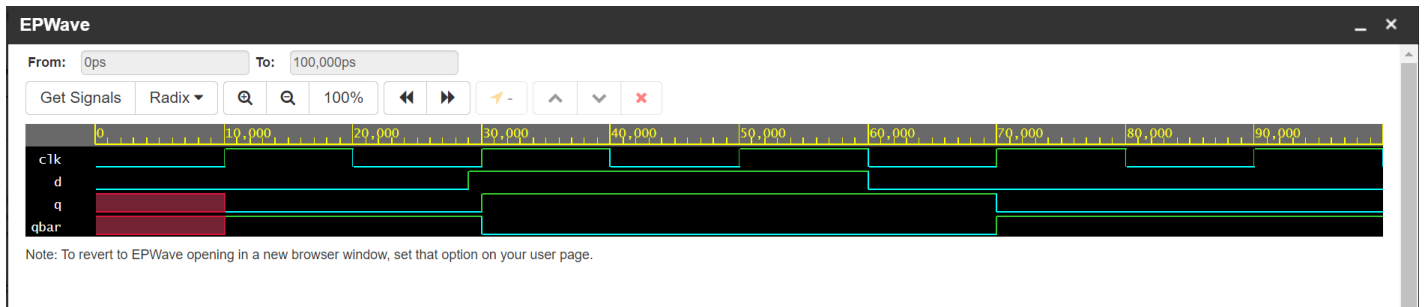 EPWave
From: 0ps To: 100,000ps
Get Signals Radix 100% -
0 10,000 20,000 30,000 40,000 50,000 60,000 70,000 80,000 90,000
clk
d
q
qbar
Note: To revert to EPWave opening in a new browser window, set that option on your user page.